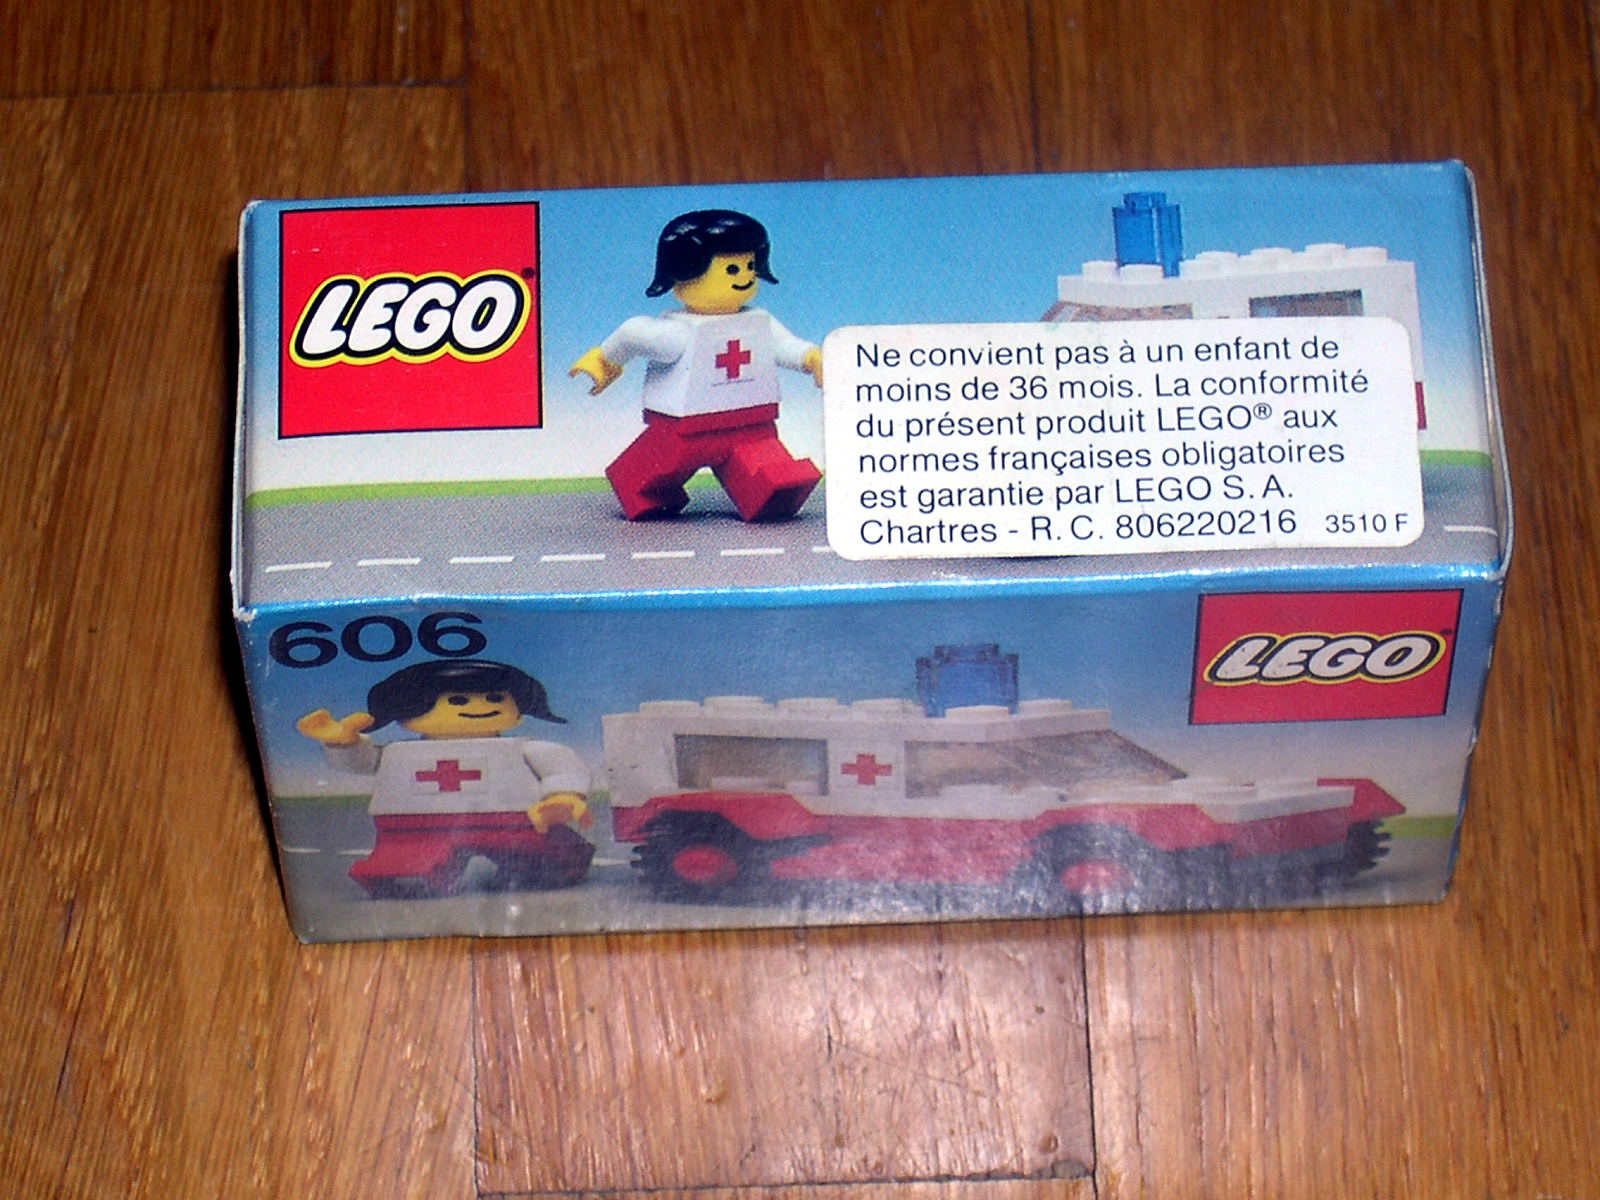 LEGO®
Ne convient pas à un enfant de
moins de 36 mois. La conformité
du présent produit LEGO® aux
normes françaises obligatoires
est garantie par LEGO S.A.
Chartres - R.C. 806220216 3510 F
606
LEGO